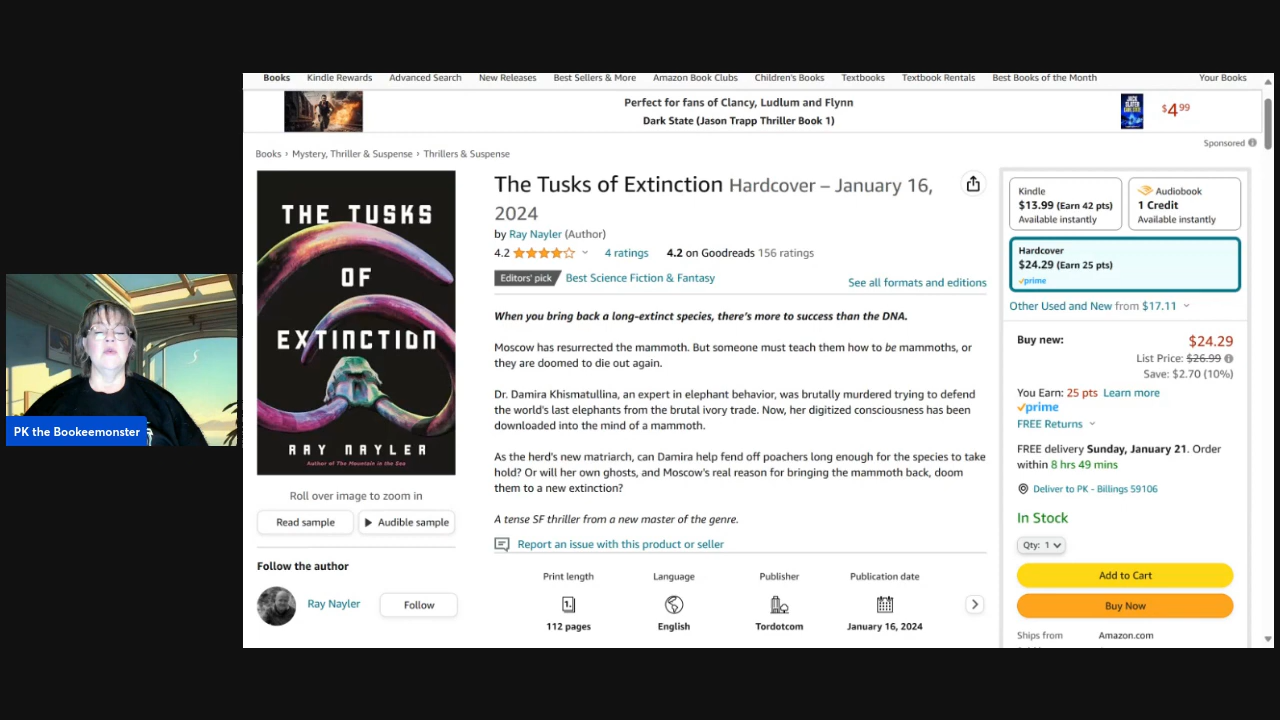 Books Kindle Rewards Advanced Search New Releases Best Sellers & More Amazon Book Clubs Children's Books Textbooks Textbook Rentals Best Books of the Month Your Books
Perfect for fans of Clancy, Ludlum and Flynn
Dark State (Jason Trapp Thriller Book 1)
$4 99
Sponsored
Books › Mystery, Thriller & Suspense › Thrillers & Suspense
THE TUSKS
OF
EXTINCTION
RAY NAYLER
Author of The Mountain in the Sea
Roll over image to zoom in
Read sample
Audible sample
Follow the author
Ray Nayler
Follow
The Tusks of Extinction Hardcover – January 16,
2024
by Ray Nayler (Author)
4.2 4 ratings 4.2 on Goodreads 156 ratings
Editors' pick Best Science Fiction & Fantasy
See all formats and editions
When you bring back a long-extinct species, there's more to success than the DNA.
Moscow has resurrected the mammoth. But someone must teach them how to be mammoths, or
they are doomed to die out again.
Dr. Damira Khismatullina, an expert in elephant behavior, was brutally murdered trying to defend
the world's last elephants from the brutal ivory trade. Now, her digitized consciousness has been
downloaded into the mind of a mammoth.
As the herd's new matriarch, can Damira help fend off poachers long enough for the species to take
hold? Or will her own ghosts, and Moscow's real reason for bringing the mammoth back, doom
them to a new extinction?
A tense SF thriller from a new master of the genre.
Report an issue with this product or seller
Print length
112 pages
Language
English
Publisher
Tordotcom
Publication date
January 16, 2024
Kindle
$13.99 (Earn 42 pts)
Available instantly
Audiobook
1 Credit
Available instantly
Hardcover
$24.29 (Earn 25 pts)
prime
Other Used and New from $17.11
Buy new: $24.29
List Price: $26.99
Save: $2.70 (10%)
You Earn: 25 pts Learn more
prime
FREE Returns
FREE delivery Sunday, January 21. Order
within 8 hrs 49 mins
Deliver to PK - Billings 59106
In Stock
Qty: 1
Add to Cart
Buy Now
Ships from Amazon.com
PK the Bookeemonster